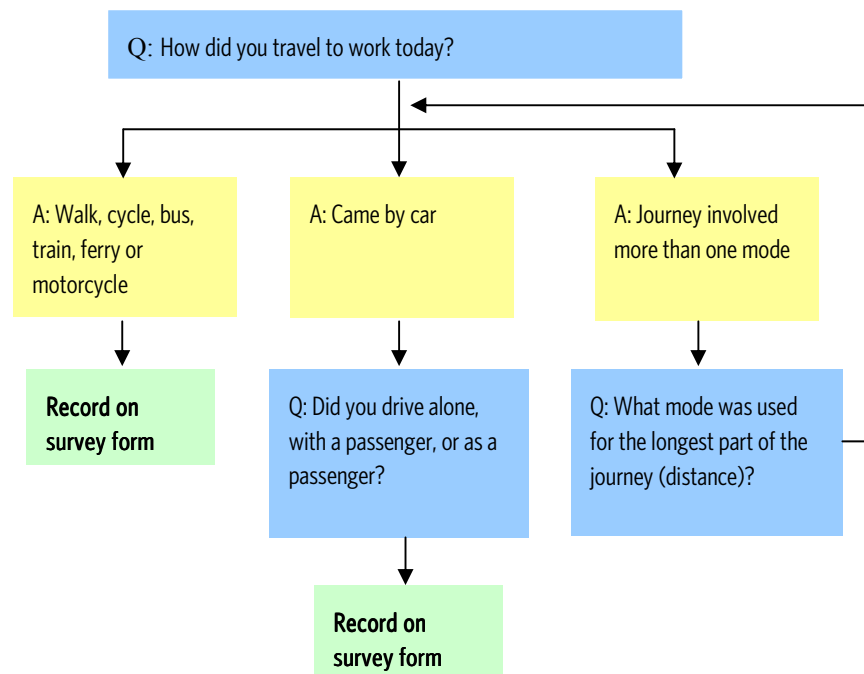 Q: How did you travel to work today?
A: Walk, cycle, bus,
train, ferry or
motorcycle
A: Came by car
A: Journey involved
more than one mode
Record on
survey form
Q: Did you drive alone,
with a passenger, or as a
passenger?
Q: What mode was used
for the longest part of the
journey (distance)?
Record on
survey form